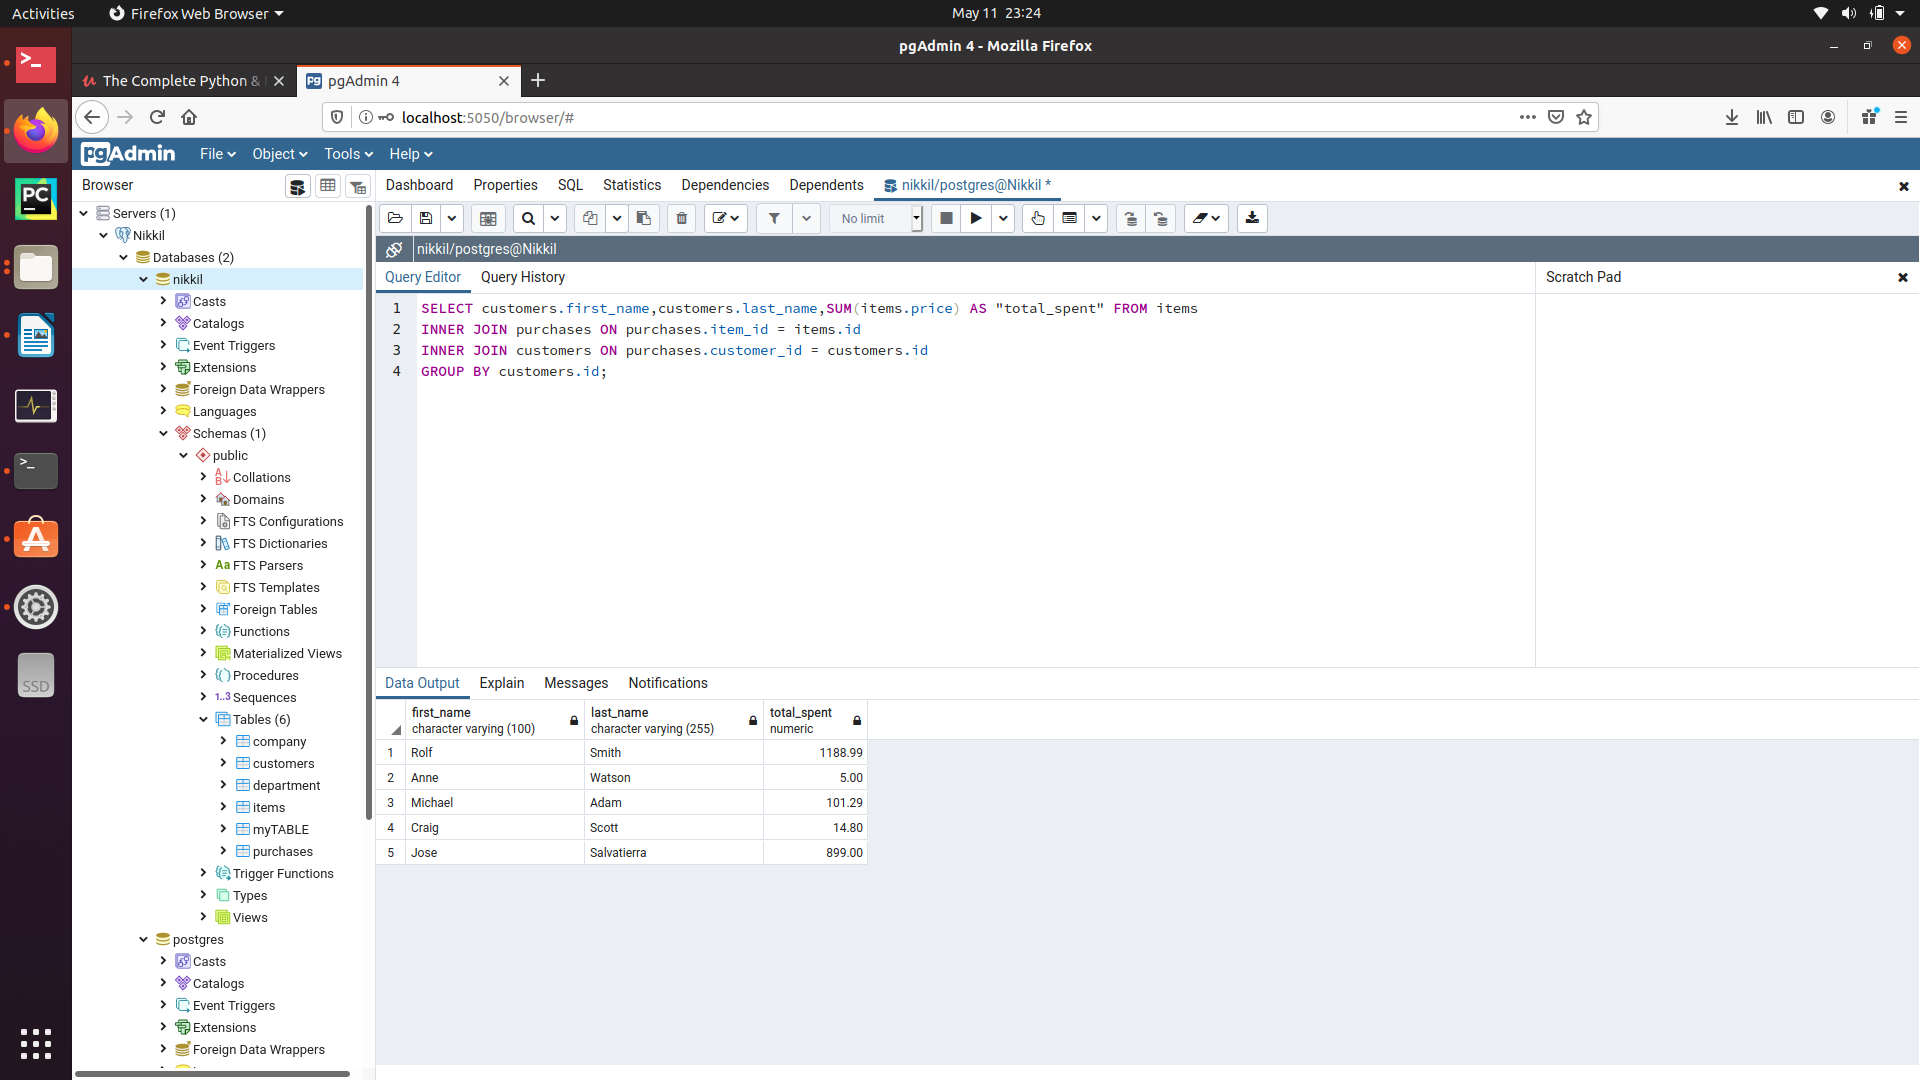 Activities
Firefox Web Browser
May 11  23:24
pgAdmin 4 - Mozilla Firefox
The Complete Python &
pgAdmin 4
localhost:5050/browser/#
pgAdmin
File
Object
Tools
Help
Browser
Dashboard
Properties
SQL
Statistics
Dependencies
Dependents
nikkil/postgres@Nikkil *
No limit
nikkil/postgres@Nikkil
Query Editor
Query History
Scratch Pad
1 SELECT customers.first_name,customers.last_name,SUM(items.price) AS "total_spent" FROM items
2 INNER JOIN purchases ON purchases.item_id = items.id
3 INNER JOIN customers ON purchases.customer_id = customers.id
4 GROUP BY customers.id;
Servers (1)
Nikkil
Databases (2)
nikkil
Casts
Catalogs
Event Triggers
Extensions
Foreign Data Wrappers
Languages
Schemas (1)
public
Collations
Domains
FTS Configurations
FTS Dictionaries
Aa FTS Parsers
FTS Templates
Foreign Tables
Functions
Materialized Views
Procedures
1..3 Sequences
Tables (6)
company
customers
department
items
myTABLE
purchases
Trigger Functions
Types
Views
postgres
Casts
Catalogs
Event Triggers
Extensions
Foreign Data Wrappers
Data Output
Explain
Messages
Notifications
first_name
character varying (100)
last_name
character varying (255)
total_spent
numeric
1 Rolf Smith 1188.99
2 Anne Watson 5.00
3 Michael Adam 101.29
4 Craig Scott 14.80
5 Jose Salvatierra 899.00
PC
SSD